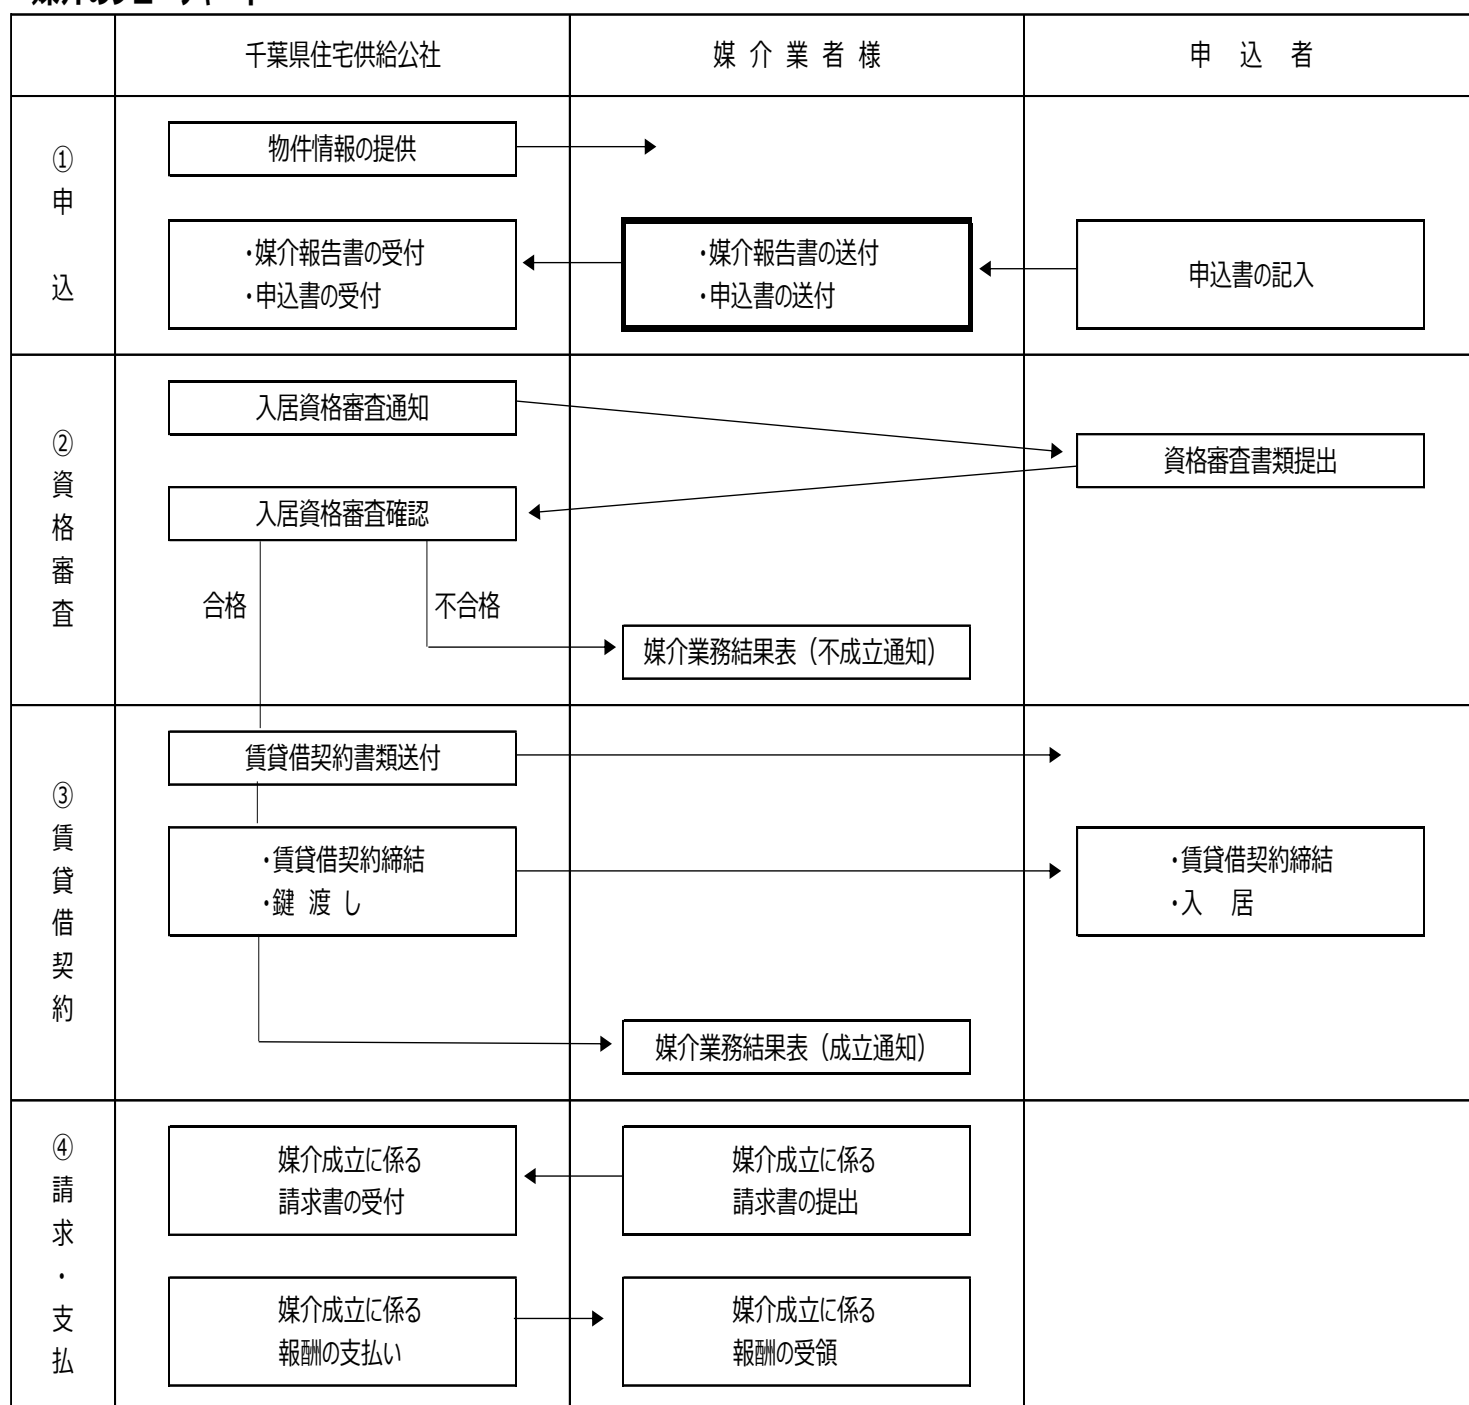 千葉県住宅供給公社
媒 介 業 者 様
申 込 者
①申 込
物件情報の提供
・媒介報告書の受付
・申込書の受付
・媒介報告書の送付
・申込書の送付
申込書の記入
②資格審査
入居資格審査通知
資格審査書類提出
入居資格審査確認
合格
不合格
媒介業務結果表（不成立通知）
③賃貸借契約
賃貸借契約書類送付
・賃貸借契約締結
・鍵 渡 し
・賃貸借契約締結
・入 居
媒介業務結果表（成立通知）
④請求・支払
媒介成立に係る
請求書の受付
媒介成立に係る
請求書の提出
媒介成立に係る
報酬の支払い
媒介成立に係る
報酬の受領